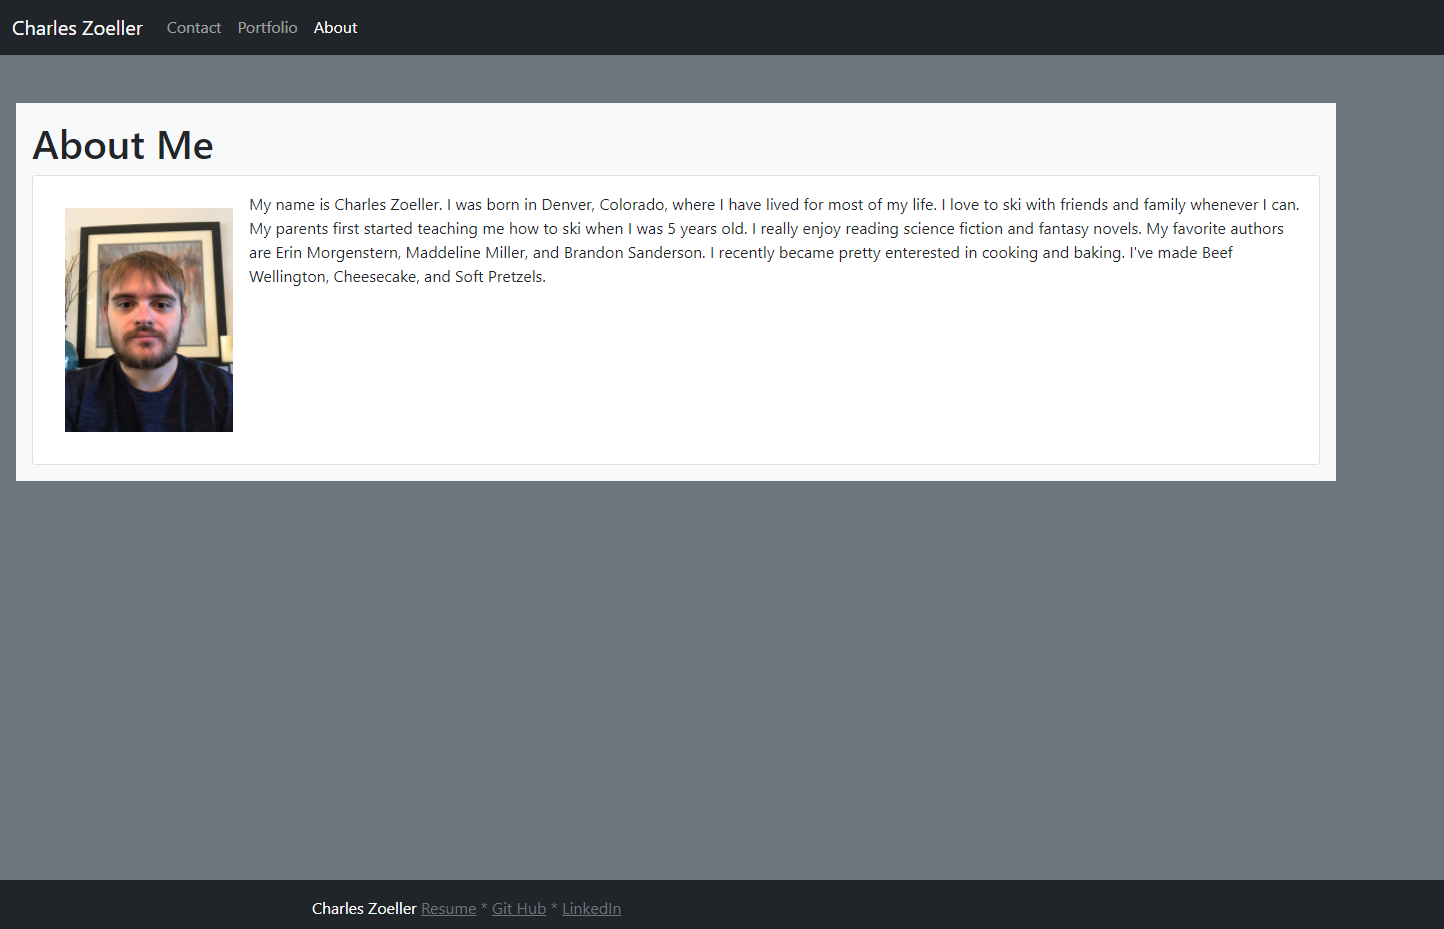 Charles Zoeller Contact Portfolio About
About Me
My name is Charles Zoeller. I was born in Denver, Colorado, where I have lived for most of my life. I love to ski with friends and family whenever I can.
My parents first started teaching me how to ski when I was 5 years old. I really enjoy reading science fiction and fantasy novels. My favorite authors
are Erin Morgenstern, Maddeline Miller, and Brandon Sanderson. I recently became pretty enterested in cooking and baking. I've made Beef
Wellington, Cheesecake, and Soft Pretzels.
Charles Zoeller Resume * Git Hub * LinkedIn